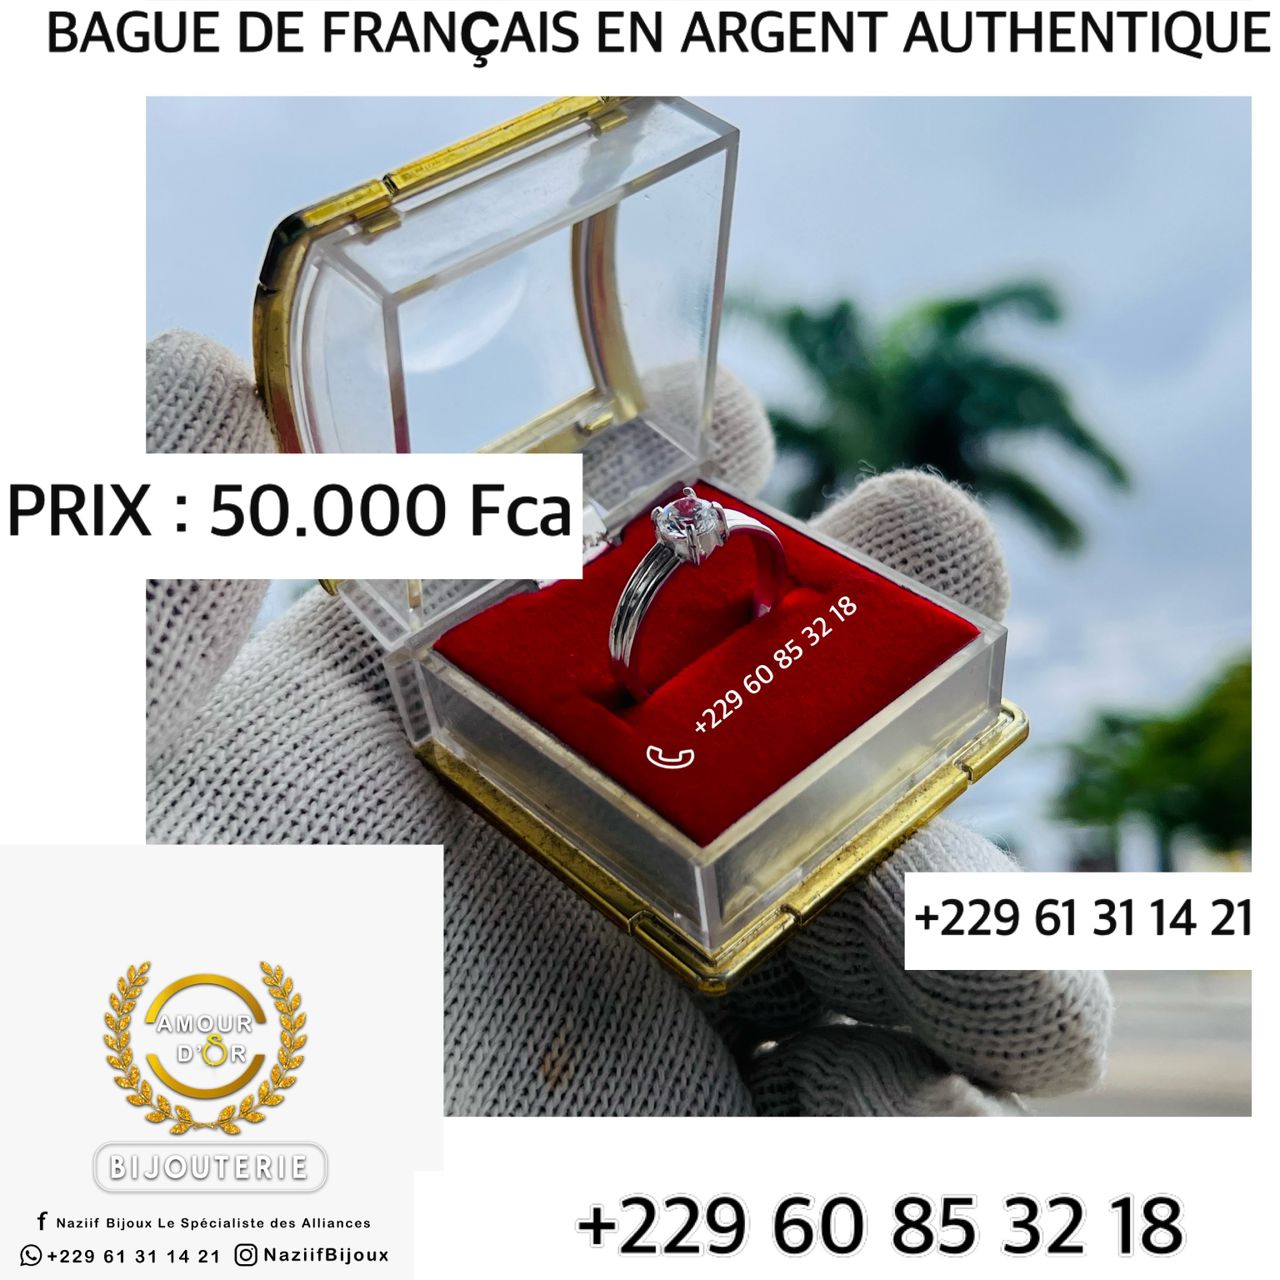 BAGUE DE FRANÇAIS EN ARGENT AUTHENTIQUE
PRIX : 50.000 Fca
+229 60 85 32 18
+229 61 31 14 21
AMOUR
D'OR
BIJOUTERIE
Naziif Bijoux Le Spécialiste des Alliances
+229 61 31 14 21 NaziifBijoux
+229 60 85 32 18